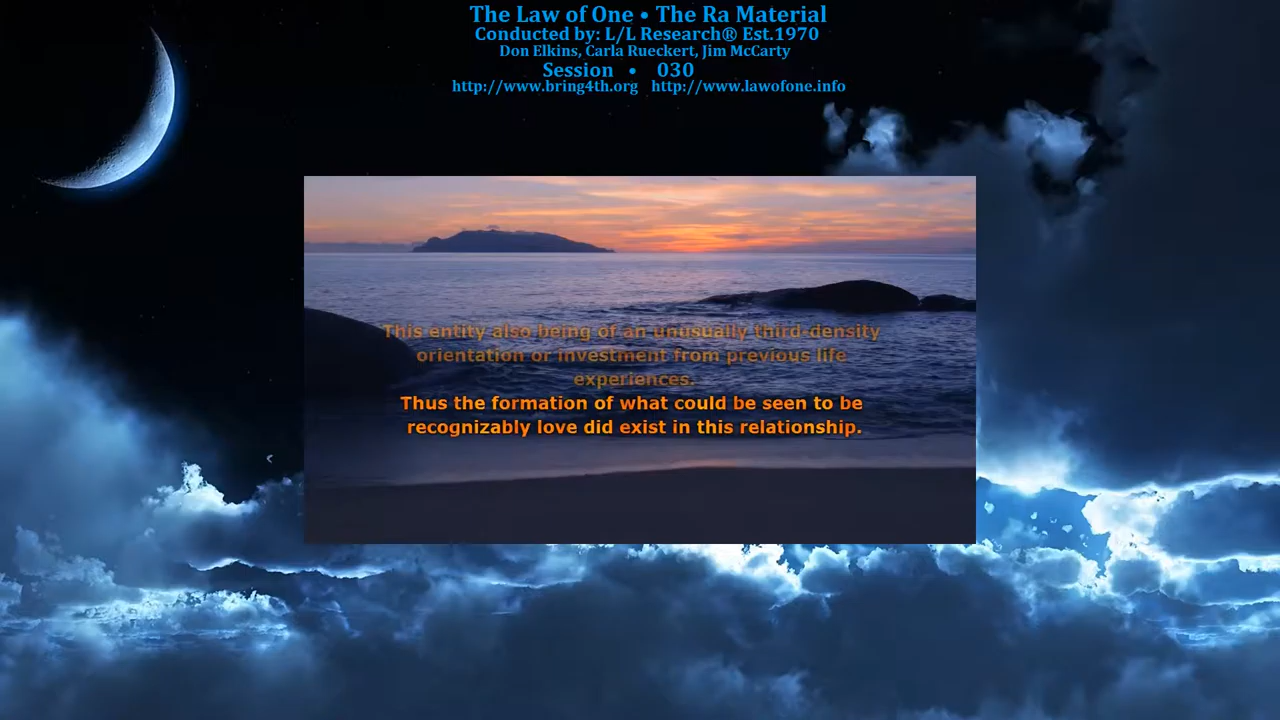 The Law of One • The Ra Material
Conducted by: L/L Research® Est.1970
Don Elkins, Carla Rueckert, Jim McCarty
Session • 030
http://www.bring4th.org http://www.lawofone.info
This entity also being of an unusually third-density
orientation or investment from previous life
experiences.
Thus the formation of what could be seen to be
recognizably love did exist in this relationship.